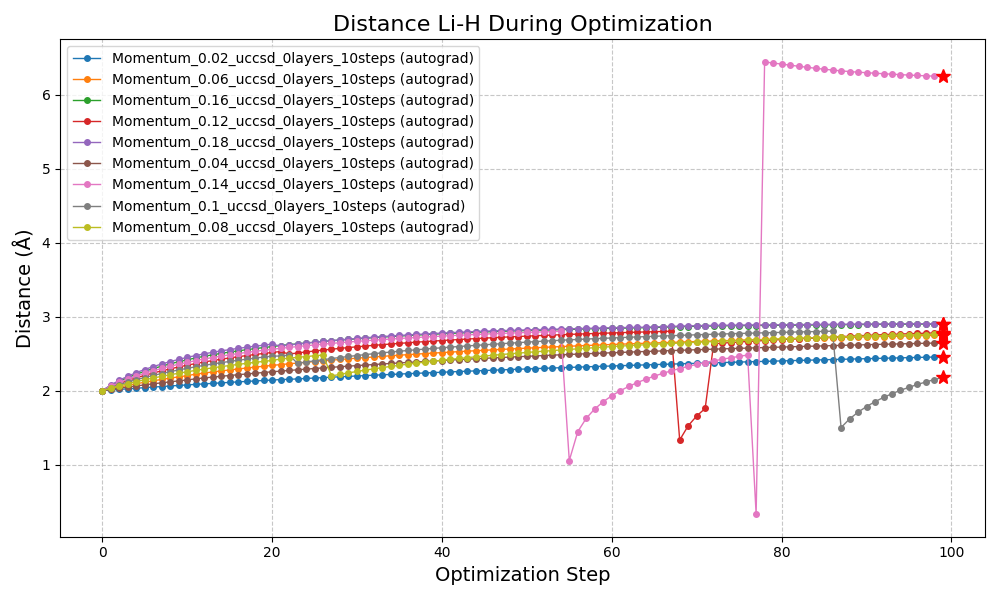 Distance Li-H During Optimization
Momentum_0.02_uccsd_0layers_10steps (autograd)
Momentum_0.06_uccsd_0layers_10steps (autograd)
Momentum_0.16_uccsd_0layers_10steps (autograd)
Momentum_0.12_uccsd_0layers_10steps (autograd)
Momentum_0.18_uccsd_0layers_10steps (autograd)
Momentum_0.04_uccsd_0layers_10steps (autograd)
Momentum_0.14_uccsd_0layers_10steps (autograd)
Momentum_0.1_uccsd_0layers_10steps (autograd)
Momentum_0.08_uccsd_0layers_10steps (autograd)
Distance (Å)
6
5
4
3
2
1
0 20 40 60 80 100
Optimization Step